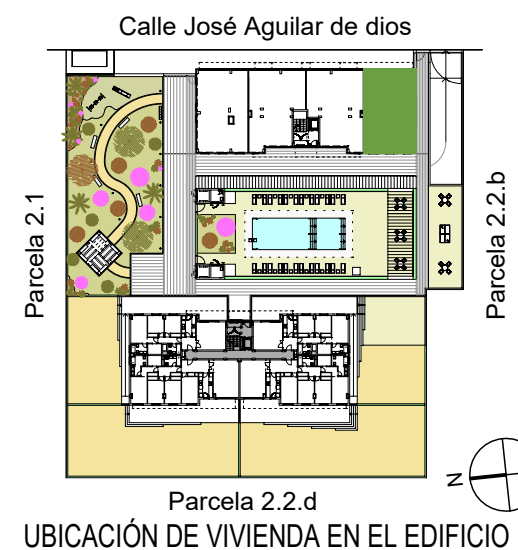 Calle José Aguilar de dios
Parcela 2.1
Parcela 2.2.b
N
Parcela 2.2.d
UBICACIÓN DE VIVIENDA EN EL EDIFICIO